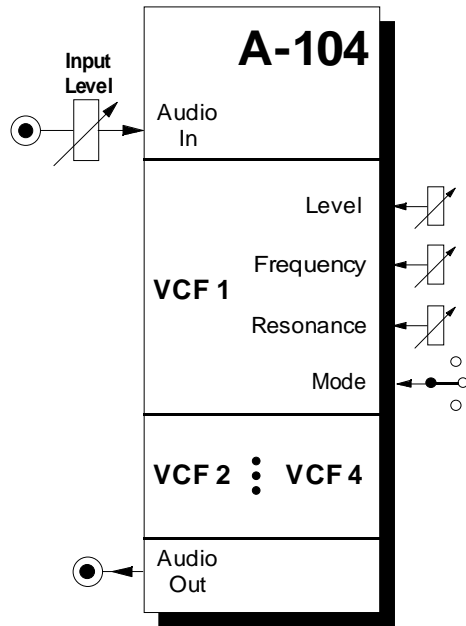 A-104
Input
Level
Audio
In
Level
Frequency
VCF 1
Resonance
Mode
VCF 2 VCF 4
Audio
Out